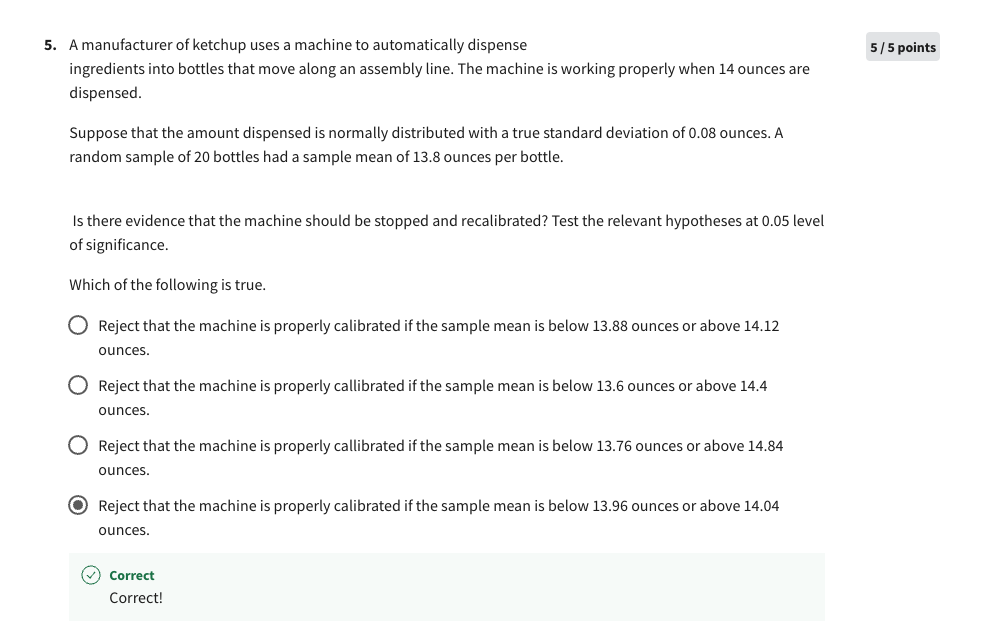 5. A manufacturer of ketchup uses a machine to automatically dispense
5 / 5 points
ingredients into bottles that move along an assembly line. The machine is working properly when 14 ounces are
dispensed.
Suppose that the amount dispensed is normally distributed with a true standard deviation of 0.08 ounces. A
random sample of 20 bottles had a sample mean of 13.8 ounces per bottle.
Is there evidence that the machine should be stopped and recalibrated? Test the relevant hypotheses at 0.05 level
of significance.
Which of the following is true.
Reject that the machine is properly calibrated if the sample mean is below 13.88 ounces or above 14.12
ounces.
Reject that the machine is properly callibrated if the sample mean is below 13.6 ounces or above 14.4
ounces.
Reject that the machine is properly callibrated if the sample mean is below 13.76 ounces or above 14.84
ounces.
Reject that the machine is properly calibrated if the sample mean is below 13.96 ounces or above 14.04
ounces.
Correct
Correct!